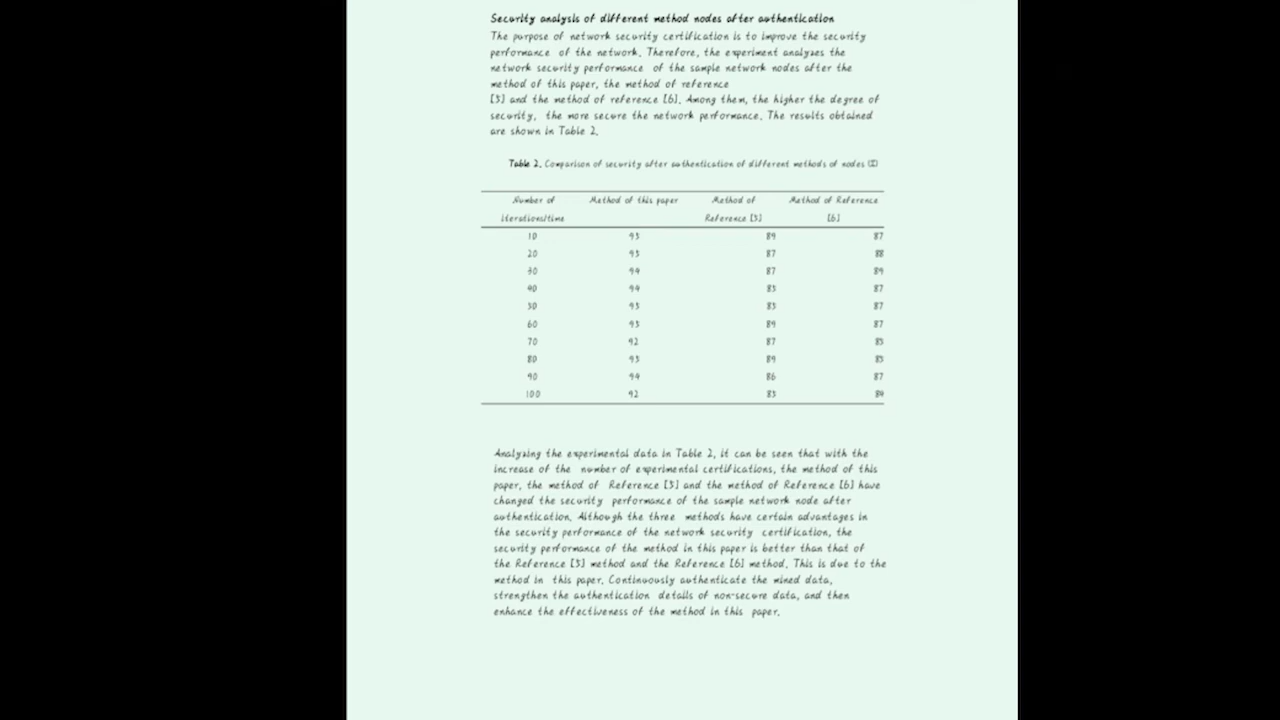 Security analysis of different method nodes after authentication
The purpose of network security certification is to improve the security
performance of the network. Therefore, the experiment analyzes the
network security performance of the sample network nodes after the
method of this paper, the method of reference
[5] and the method of reference [6]. Among them, the higher the degree of
security, the more secure the network performance. The results obtained
are shown in Table 2.
Table 2. Comparison of security after authentication of different methods of nodes
Number of Method of this paper Method of Method of Reference
iterations/time Reference [5] [6]
10 95 89 87
20 95 87 88
30 94 87 89
40 94 85 87
50 95 85 87
60 95 89 87
70 92 87 85
80 95 89 85
90 94 86 87
100 92 85
Analyzing the experimental data in Table 2, it can be seen that with the
increase of the number of experimental certifications, the method of this
paper, the method of Reference [5] and the method of Reference [6] have
changed the security performance of the sample network node after
authentication. Although the three methods have certain advantages in
the security performance of the network security certification, the
security performance of the method in this paper is better than that of
the Reference [5] method and the Reference [6] method. This is due to the
method in this paper. Continuously authenticate the mined data,
strengthen the authentication details of non-secure data, and then
enhance the effectiveness of the method in this paper.